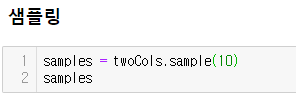 샘플링
1 samples = twoCols.sample(10)
2 samples